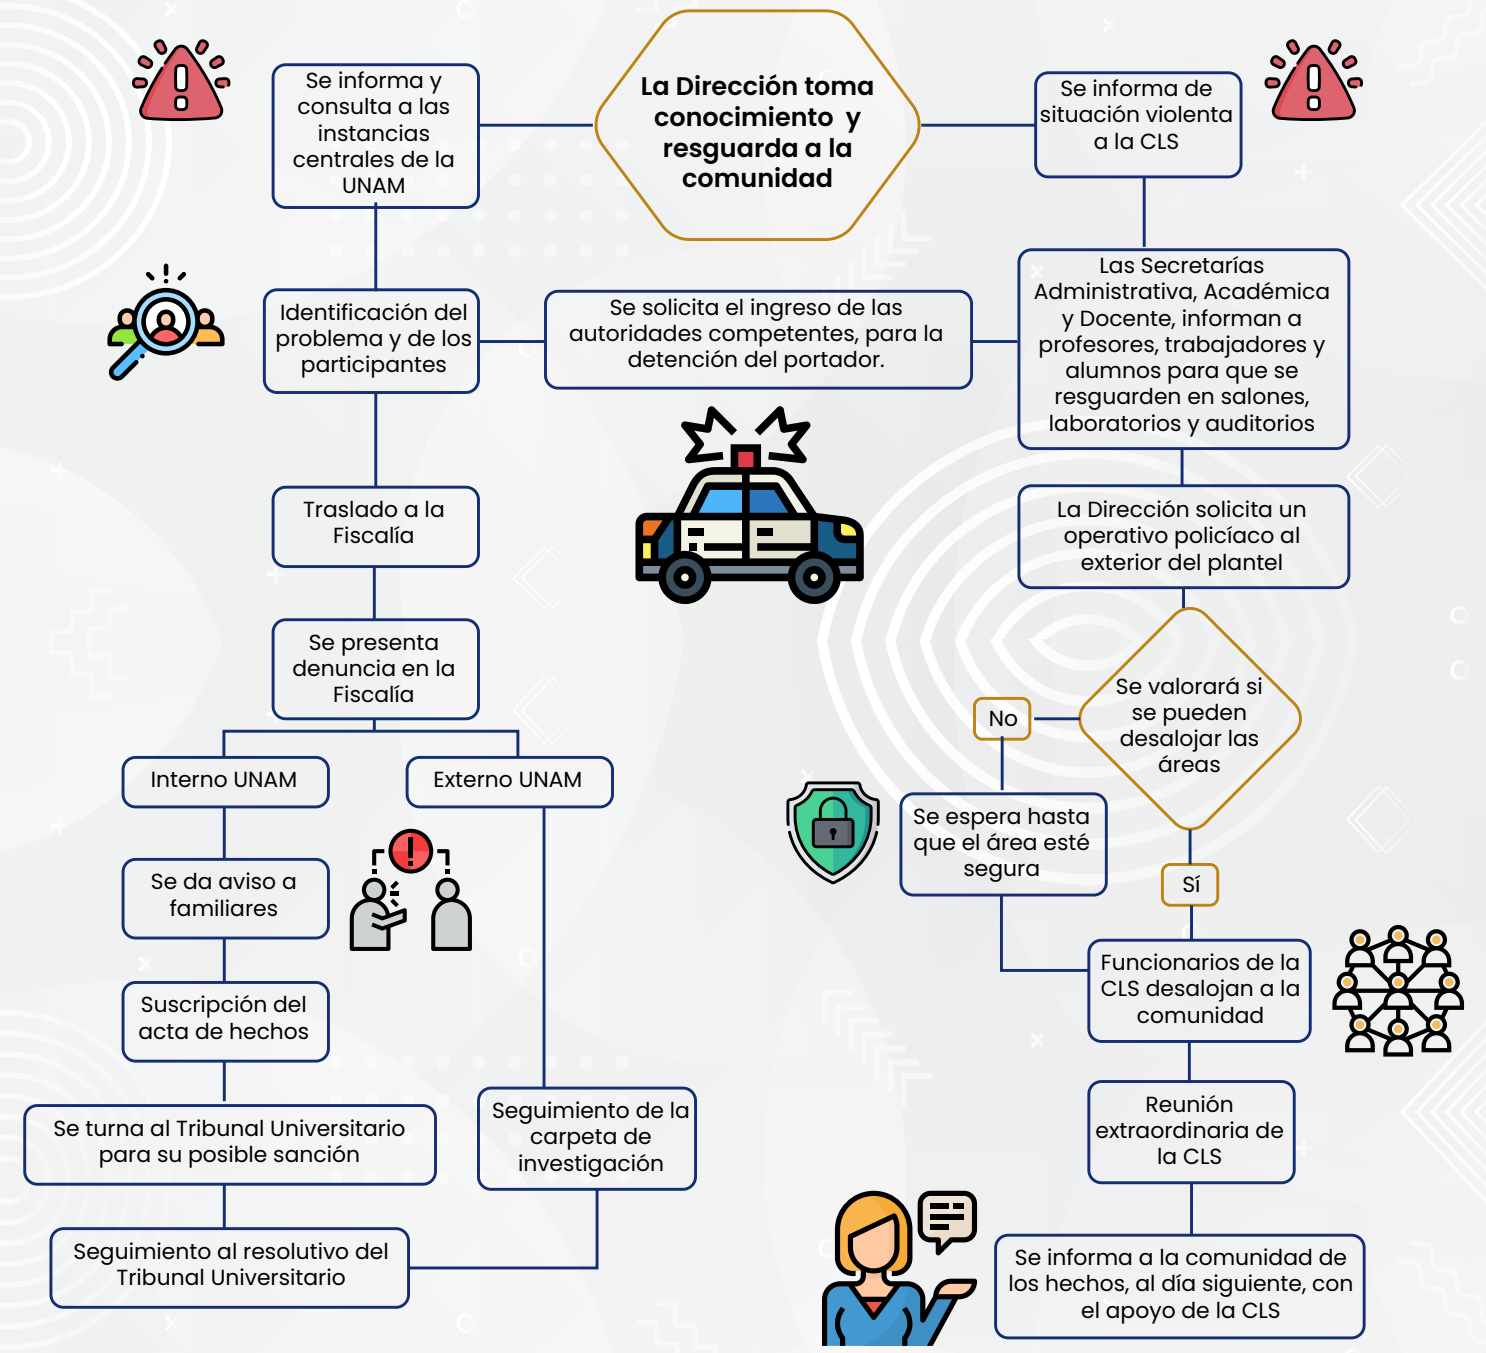 La Dirección toma
conocimiento y
resguarda a la
comunidad
Se informa y
consulta a las
instancias
centrales de la
UNAM
Se informa de
situación violenta
a la CLS
Identificación del
problema y de los
participantes
Se solicita el ingreso de las
autoridades competentes, para la
detención del portador.
Las Secretarías
Administrativa, Académica
y Docente, informan a
profesores, trabajadores y
alumnos para que se
resguarden en salones,
laboratorios y auditorios
Traslado a la
Fiscalía
La Dirección solicita un
operativo policíaco al
exterior del plantel
Se presenta
denuncia en la
Fiscalía
Se valorará si
se pueden
desalojar las
áreas
No
Interno UNAM
Externo UNAM
Se espera hasta
que el área esté
segura
Sí
Se da aviso a
familiares
Funcionarios de la
CLS desalojan a la
comunidad
Suscripción del
acta de hechos
Se turna al Tribunal Universitario
para su posible sanción
Seguimiento de la
carpeta de
investigación
Reunión
extraordinaria de
la CLS
Seguimiento al resolutivo del
Tribunal Universitario
Se informa a la comunidad de
los hechos, al día siguiente, con
el apoyo de la CLS